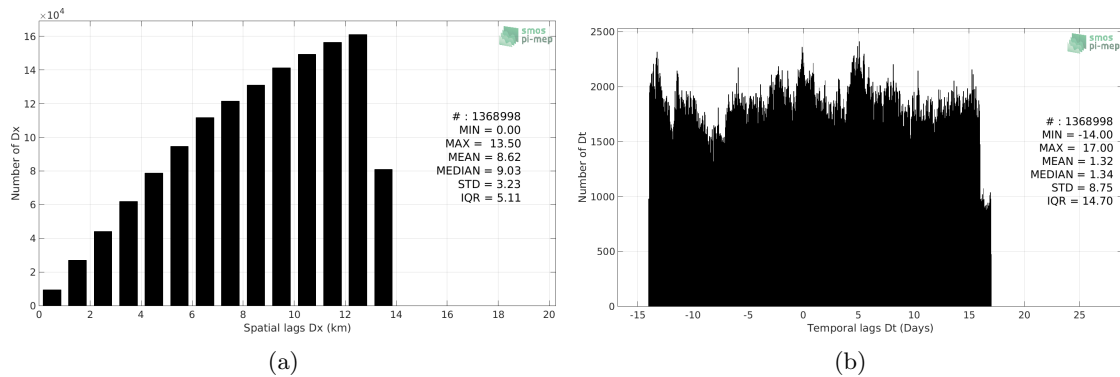 ×10⁴
16
14
12
10
8
6
4
2
0
Number of Dx
0 2 4 6 8 10 12 14 16 18 20
Spatial lags Dx (km)
smos
pi-mep
# : 1368998
MIN = 0.00
MAX = 13.50
MEAN = 8.62
MEDIAN = 9.03
STD = 3.23
IQR = 5.11
(a)
2500
2000
1500
1000
500
0
Number of Dt
-15 -10 -5 0 5 10 15 20 25
Temporal lags Dt (Days)
smos
pi-mep
# : 1368998
MIN = -14.00
MAX = 17.00
MEAN = 1.32
MEDIAN = 1.34
STD = 8.75
IQR = 14.70
(b)